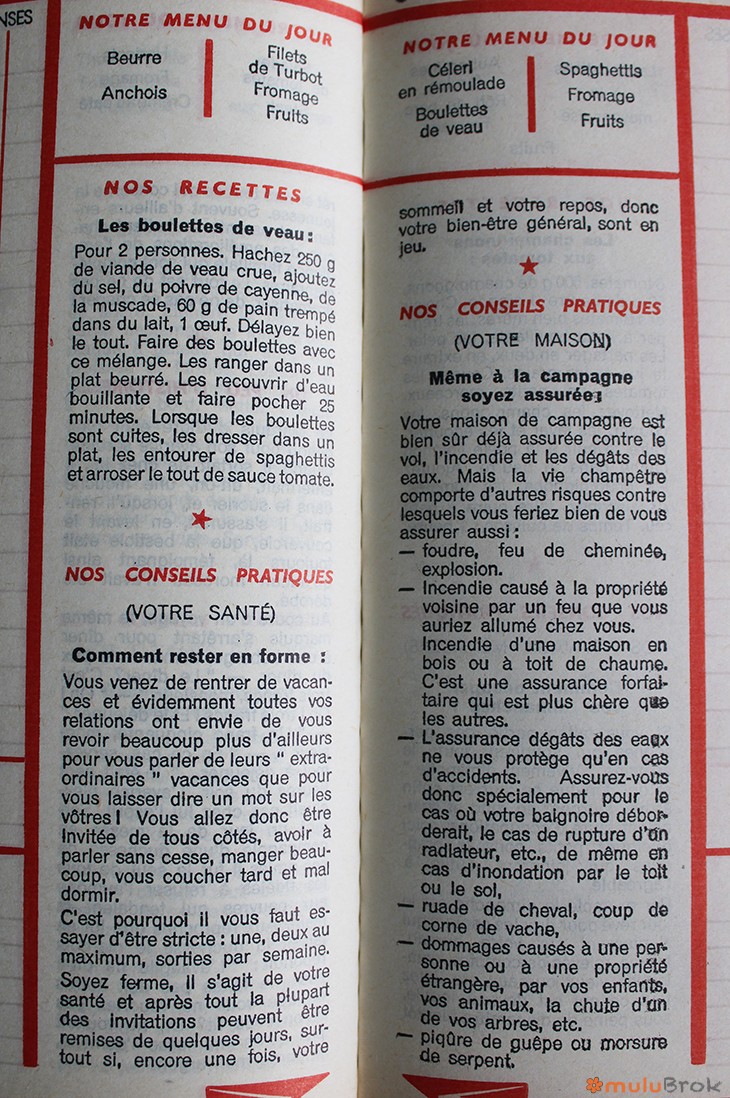 NSES
NOTRE MENU DU JOUR
Beurre
Anchois
Filets
de Turbot
Fromage
Fruits
NOS RECETTES
Les boulettes de veau :
Pour 2 personnes. Hachez 250 g
de viande de veau crue, ajoutez
du sel, du poivre de cayenne, de
la muscade, 60 g de pain trempé
dans du lait, 1 œuf. Délayez bien
le tout. Faire des boulettes avec
ce mélange. Les ranger dans un
plat beurré. Les recouvrir d'eau
bouillante et faire pocher 25
minutes. Lorsque les boulettes
sont cuites, les dresser dans un
plat, les entourer de spaghettis
et arroser le tout de sauce tomate.
NOS CONSEILS PRATIQUES
(VOTRE SANTÉ)
Comment rester en forme :
Vous venez de rentrer de vacan-
ces et évidemment toutes vos
relations ont envie de vous
revoir beaucoup plus d'ailleurs
pour vous parler de leurs " extra-
ordinaires " vacances que pour
vous laisser dire un mot sur les
vôtres! Vous allez donc être
invitée de tous côtés, avoir à
parler sans cesse, manger beau-
coup, vous coucher tard et mal
dormir.
C'est pourquoi il vous faut es-
sayer d'être stricte : une, deux au
maximum, sorties par semaine.
Soyez ferme, il s'agit de votre
santé et après tout la plupart
des invitations peuvent être
remises de quelques jours, sur-
tout si, encore une fois, votre
NOTRE MENU DU JOUR
Céleri
en rémoulade
Boulettes
de veau
Spaghettis
Fromage
Fruits
sommeil et votre repos, donc
votre bien-être général, sont en
jeu.
NOS CONSEILS PRATIQUES
(VOTRE MAISON)
Même à la campagne
soyez assurée :
Votre maison de campagne est
bien sûr déjà assurée contre le
vol, l'incendie et les dégâts des
eaux. Mais la vie champêtre
comporte d'autres risques contre
lesquels vous feriez bien de vous
assurer aussi :
— foudre, feu de cheminée,
explosion.
— Incendie causé à la propriété
voisine par un feu que vous
auriez allumé chez vous.
Incendie d'une maison en
bois ou à toit de chaume.
C'est une assurance forfai-
taire qui est plus chère que
les autres.
— L'assurance dégâts des eaux
ne vous protège qu'en cas
d'accidents. Assurez-vous
donc spécialement pour le
cas où votre baignoire débor-
derait, le cas de rupture d'un
radiateur, etc., de même en
cas d'inondation par le toit
ou le sol,
— ruade de cheval, coup de
corne de vache,
— dommages causés à une per-
sonne ou à une propriété
étrangère, par vos enfants,
vos animaux, la chute d'un
de vos arbres, etc.
— piqûre de guêpe ou morsure
de serpent.
muluBrok